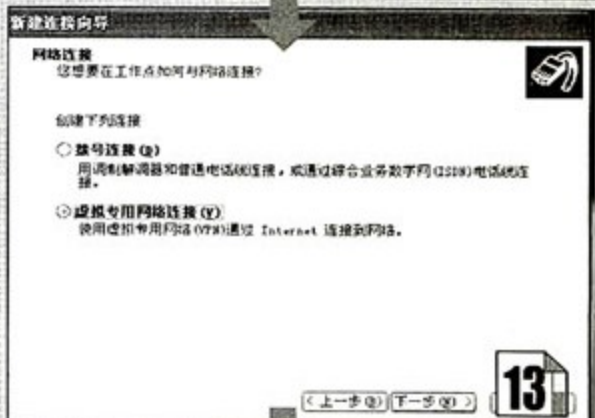 新建连接向导
网络连接
您想要在工作点如何与网络连接?
创建下列连接
拨号连接(D)
用调制解调器和普通电话线连接，或通过综合业务数字网(ISDN)电话线连
接。
虚拟专用网络连接(V)
使用虚拟专用网络(VPN)通过 Internet 连接到网络。
< 上一步(B)
下一步(N) >
13